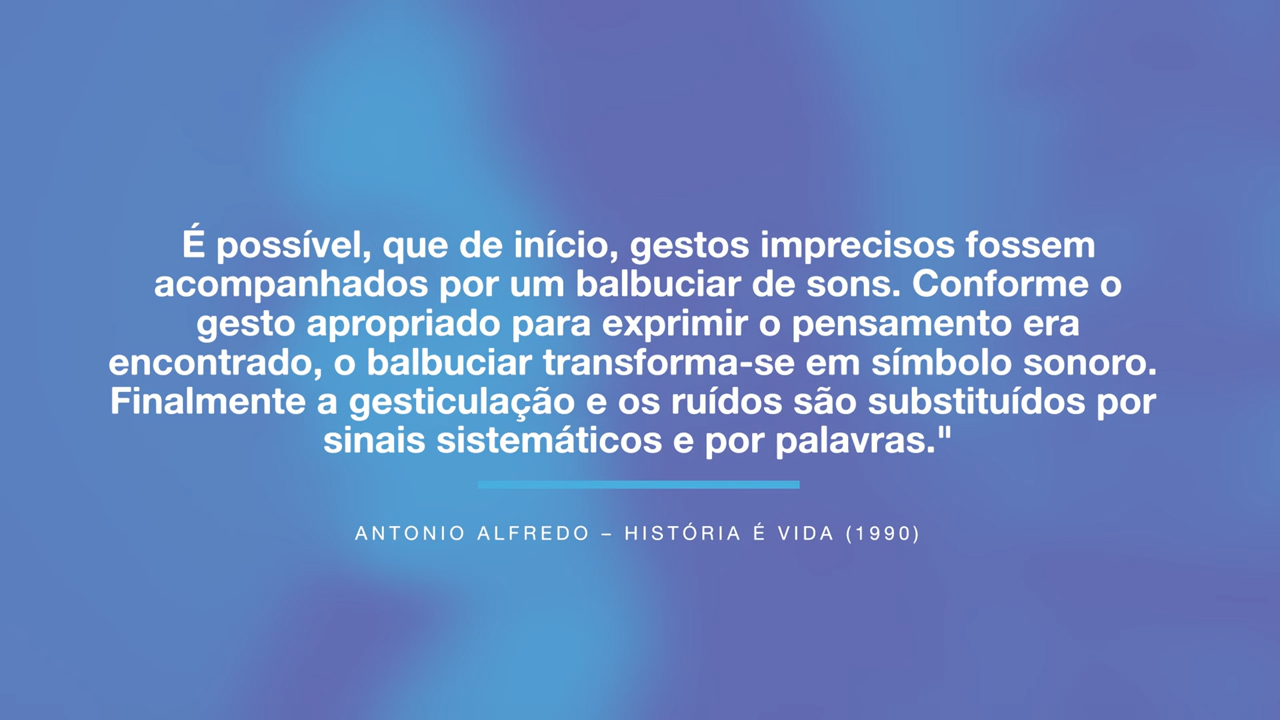 É possível, que de início, gestos imprecisos fossem
acompanhados por um balbuciar de sons. Conforme o
gesto apropriado para exprimir o pensamento era
encontrado, o balbuciar transforma-se em símbolo sonoro.
Finalmente a gesticulação e os ruídos são substituídos por
sinais sistemáticos e por palavras."
ANTONIO ALFREDO – HISTÓRIA É VIDA (1990)